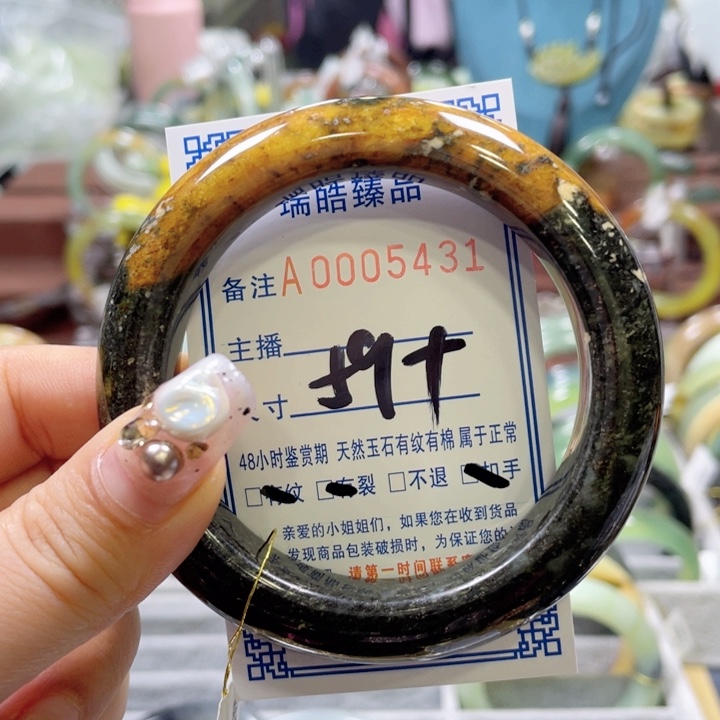 瑞皓臻品
备注A0005431
主播
寸 59+
48小时鉴赏期 天然玉石有纹有棉 属于正常
□有纹 □有裂 □不退 □扣手
亲爱的小姐姐们，如果您在收到货品
发现商品包装破损时，为保证您的
请第一时间联系